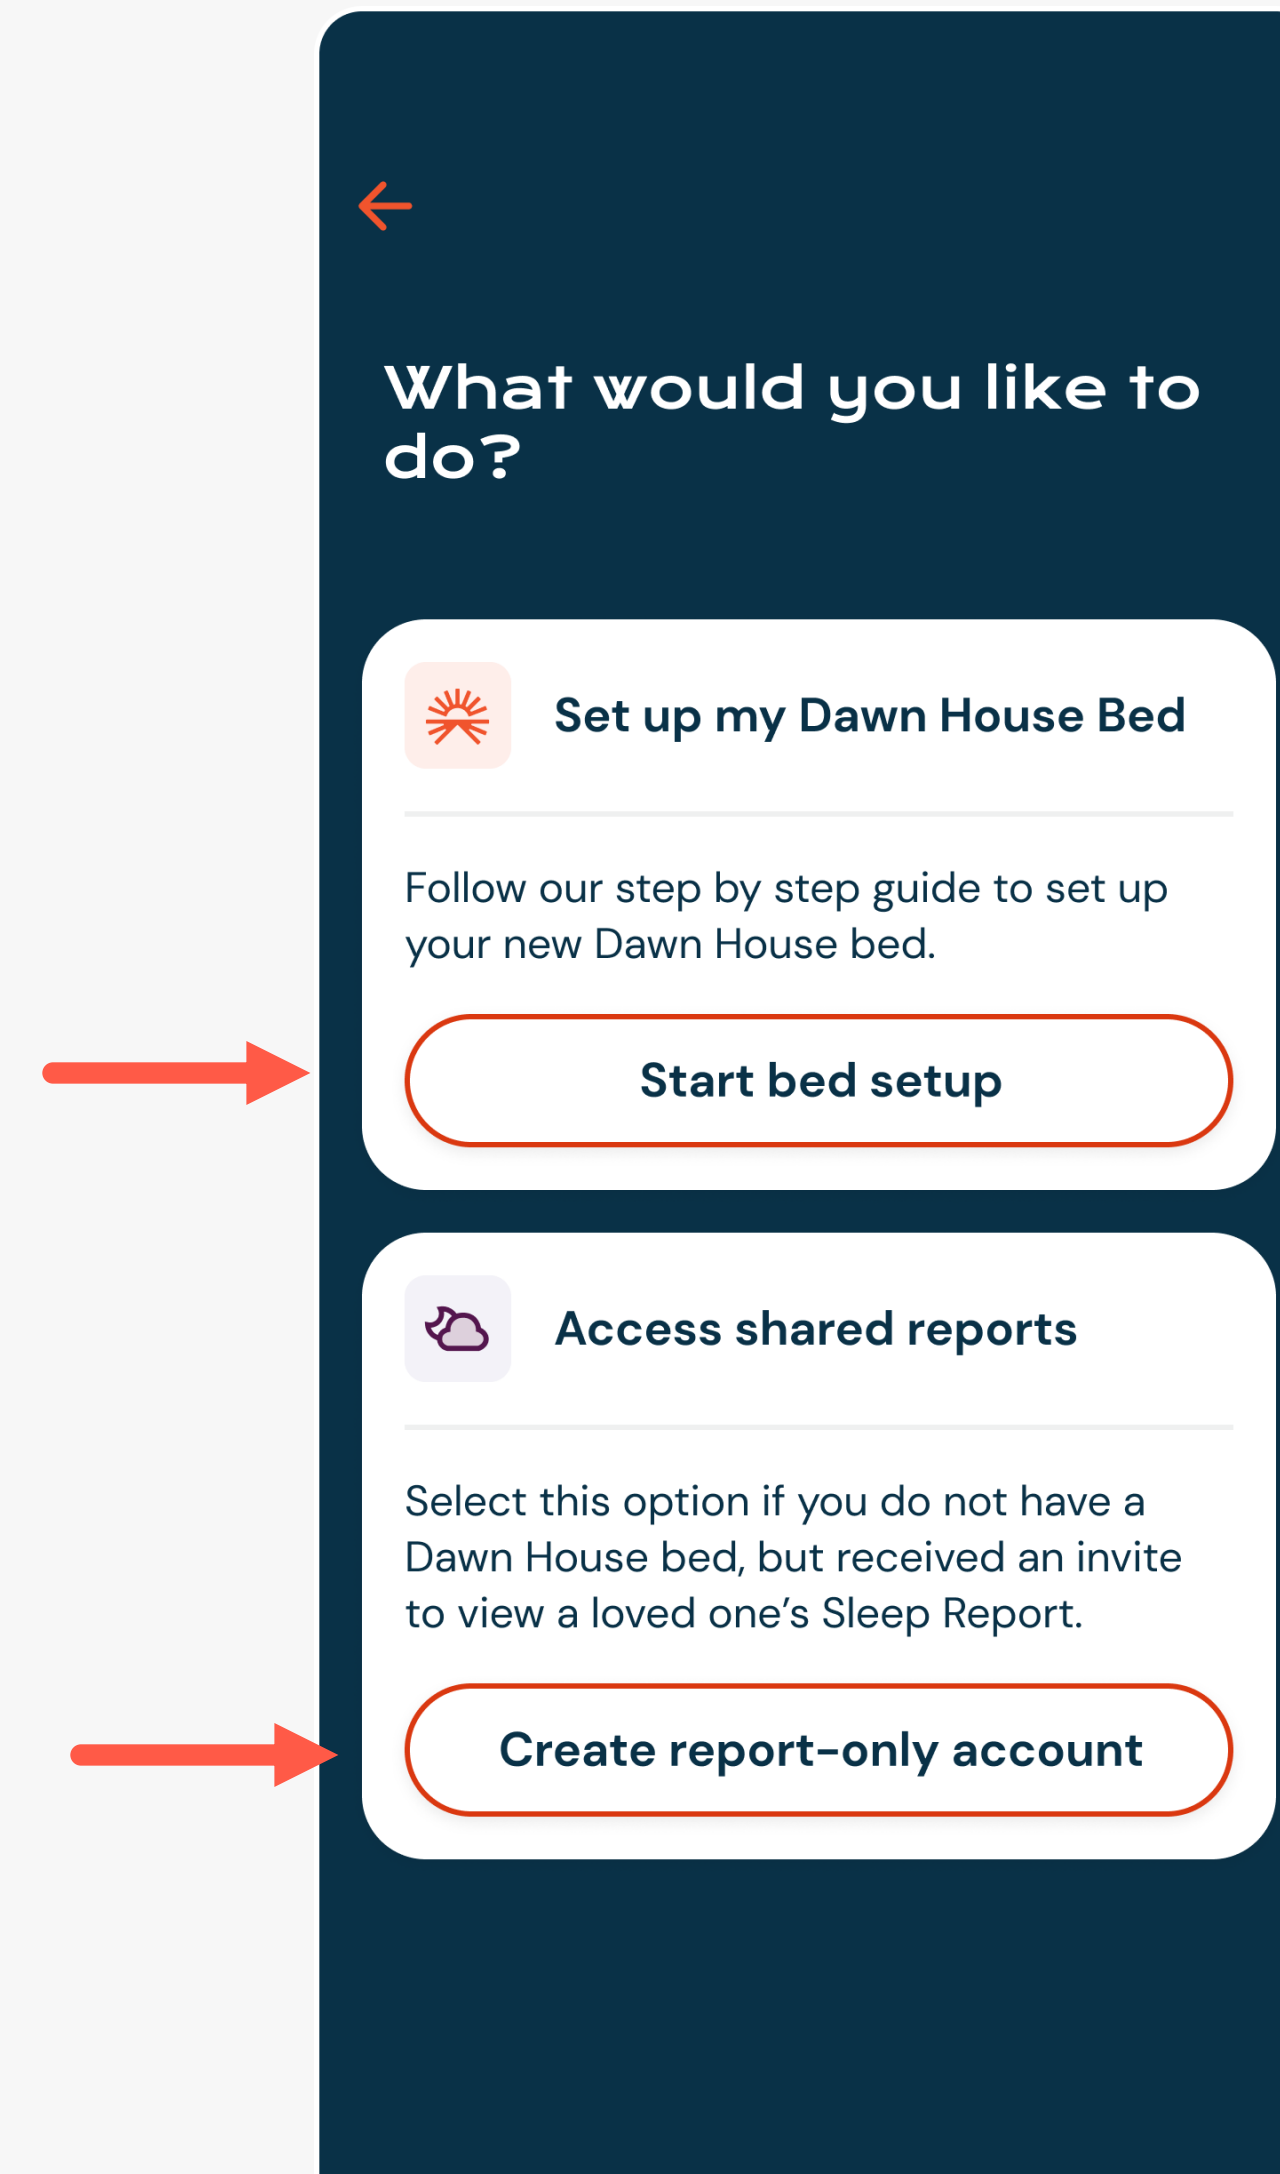 What would you like to
do?
Set up my Dawn House Bed
Follow our step by step guide to set up
your new Dawn House bed.
Start bed setup
Access shared reports
Select this option if you do not have a
Dawn House bed, but received an invite
to view a loved one’s Sleep Report.
Create report-only account